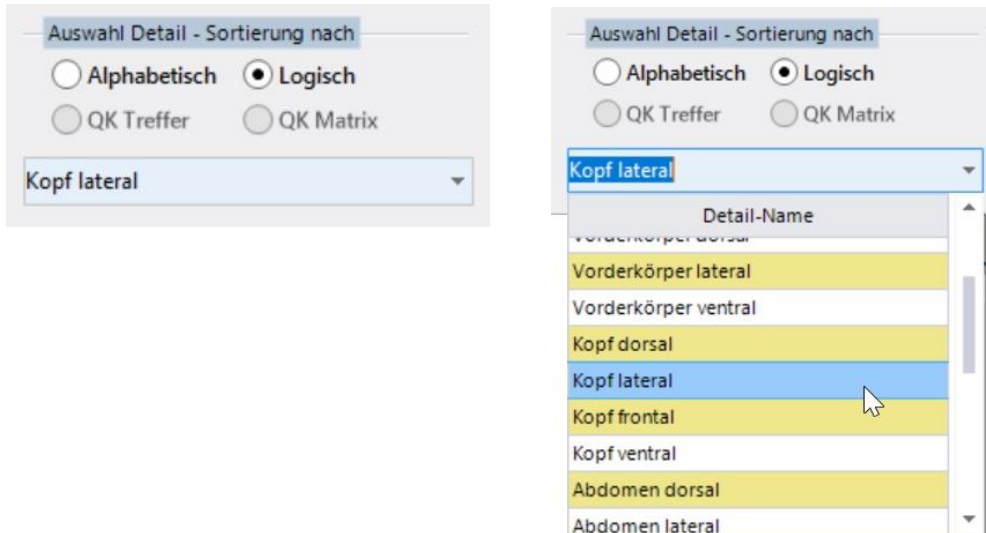 Auswahl Detail - Sortierung nach
Alphabetisch Logisch
QK Treffer QK Matrix
Kopf lateral
Auswahl Detail - Sortierung nach
Alphabetisch Logisch
QK Treffer QK Matrix
Kopf lateral
Detail-Name
Vorderkörper dorsal
Vorderkörper lateral
Vorderkörper ventral
Kopf dorsal
Kopf lateral
Kopf frontal
Kopf ventral
Abdomen dorsal
Abdomen lateral